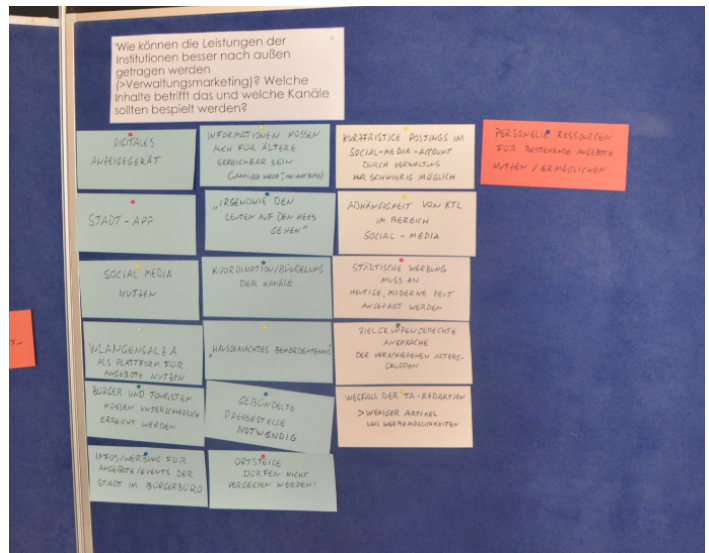 Wie können die Leistungen der
Institutionen besser nach außen
getragen werden
(>Verwaltungsmarketing)? Welche
Inhalte betrifft das und welche Kanäle
sollten bespielt werden?
DIGITALES
ANZEIGEGERÄT
STADT-APP
SOCIAL MEDIA
NUTZEN
ALS PLATTFORM FÜR
ANGEBOTE NUTZEN
BÜRGER UND TOURISTEN
MÜSSEN UNTERSCHIEDLICH
ERREICHT WERDEN
INFOS/WERBUNG FÜR
ANGEBOTE/EVENTS DER
STADT IM BÜRGERBÜRO
INFORMATIONEN MÜSSEN
AUCH FÜR ÄLTERE
ERREICHBAR SEIN
„IRGENDWIE DEN
LEUTEN AUF DEN KEKS
GEHEN"
KOORDINATION/BÜNDELUNG
DER KANÄLE
GEBÜNDELTE
PRESSESTELLE
NOTWENDIG
ORTSTEILE
DÜRFEN NICHT
VERGESSEN WERDEN!
KURZFRISTIGE POSTINGS IM
SOCIAL-MEDIA-ACCOUNT
DURCH VERWALTUNG
NUR SCHWIERIG MÖGLICH
ABHÄNGIGKEIT VON KTL
IM BEREICH
SOCIAL-MEDIA
STÄDTISCHE WERBUNG
MUSS AN
HEUTIGE, MODERNE ZEIT
ANGEPASST WERDEN
ZIELGRUPPENGERECHTE
ANSPRACHE
DER VERSCHIEDENEN ALTERS-
GRUPPEN
WEGFALL DER TA-REDAKTION
>WENIGER ARTIKEL
UND WERBEMÖGLICHKEITEN
PERSONELLE RESSOURCEN
FÜR BESTEHENDE ANGEBOTE
NUTZEN/ERMÖGLICHEN